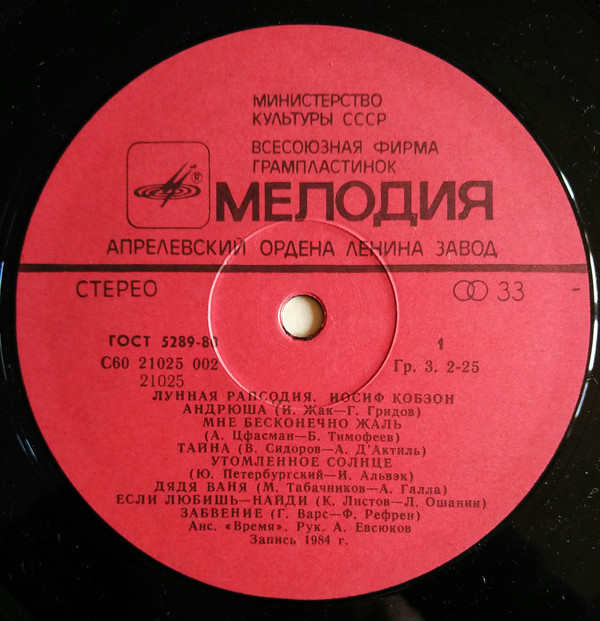 МИНИСТЕРСТВО
КУЛЬТУРЫ СССР
ВСЕСОЮЗНАЯ ФИРМА
ГРАМПЛАСТИНОК
®
МЕЛОДИЯ
АПРЕЛЕВСКИЙ ОРДЕНА ЛЕНИНА ЗАВОД
СТЕРЕО
33
ГОСТ 5289-80
1
С60 21025 002
Гр. 3. 2-25
21025
ЛУННАЯ РАПСОДИЯ. ИОСИФ КОБЗОН
АНДРЮША (И. Жак—Г. Гридов)
МНЕ БЕСКОНЕЧНО ЖАЛЬ
(А. Цфасман—Б. Тимофеев)
ТАЙНА (В. Сидоров—А. Д'Актиль)
УТОМЛЕННОЕ СОЛНЦЕ
(Ю. Петербургский—И. Альвэк)
ДЯДЯ ВАНЯ (М. Табачников—А. Галла)
ЕСЛИ ЛЮБИШЬ—НАЙДИ (К. Листов—Л. Ошанин)
ЗАБВЕНИЕ (Г. Варс—Ф. Рефрен)
Анс. «Время». Рук. А. Евсюков
Запись 1984 г.